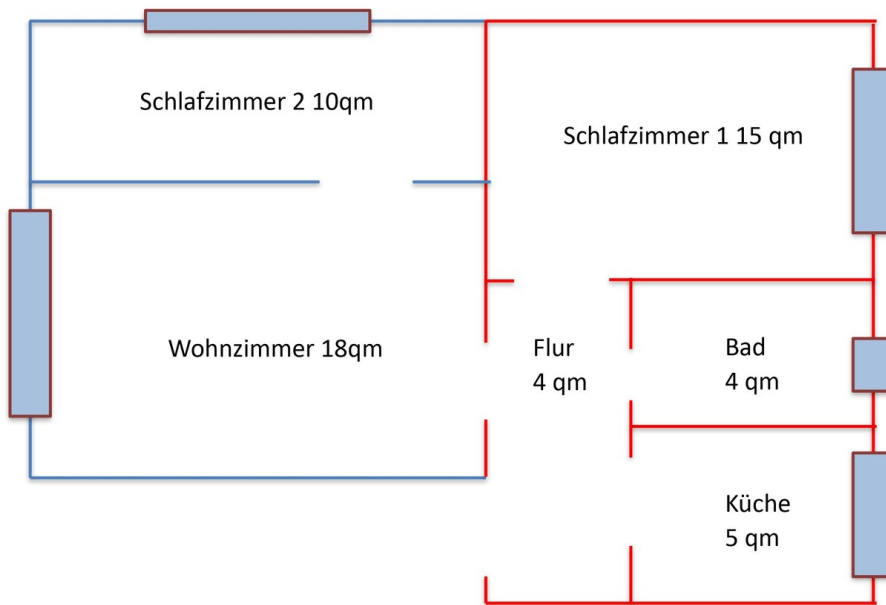 Schlafzimmer 2 10qm
Schlafzimmer 1 15 qm
Wohnzimmer 18qm
Flur
4 qm
Bad
4 qm
Küche
5 qm